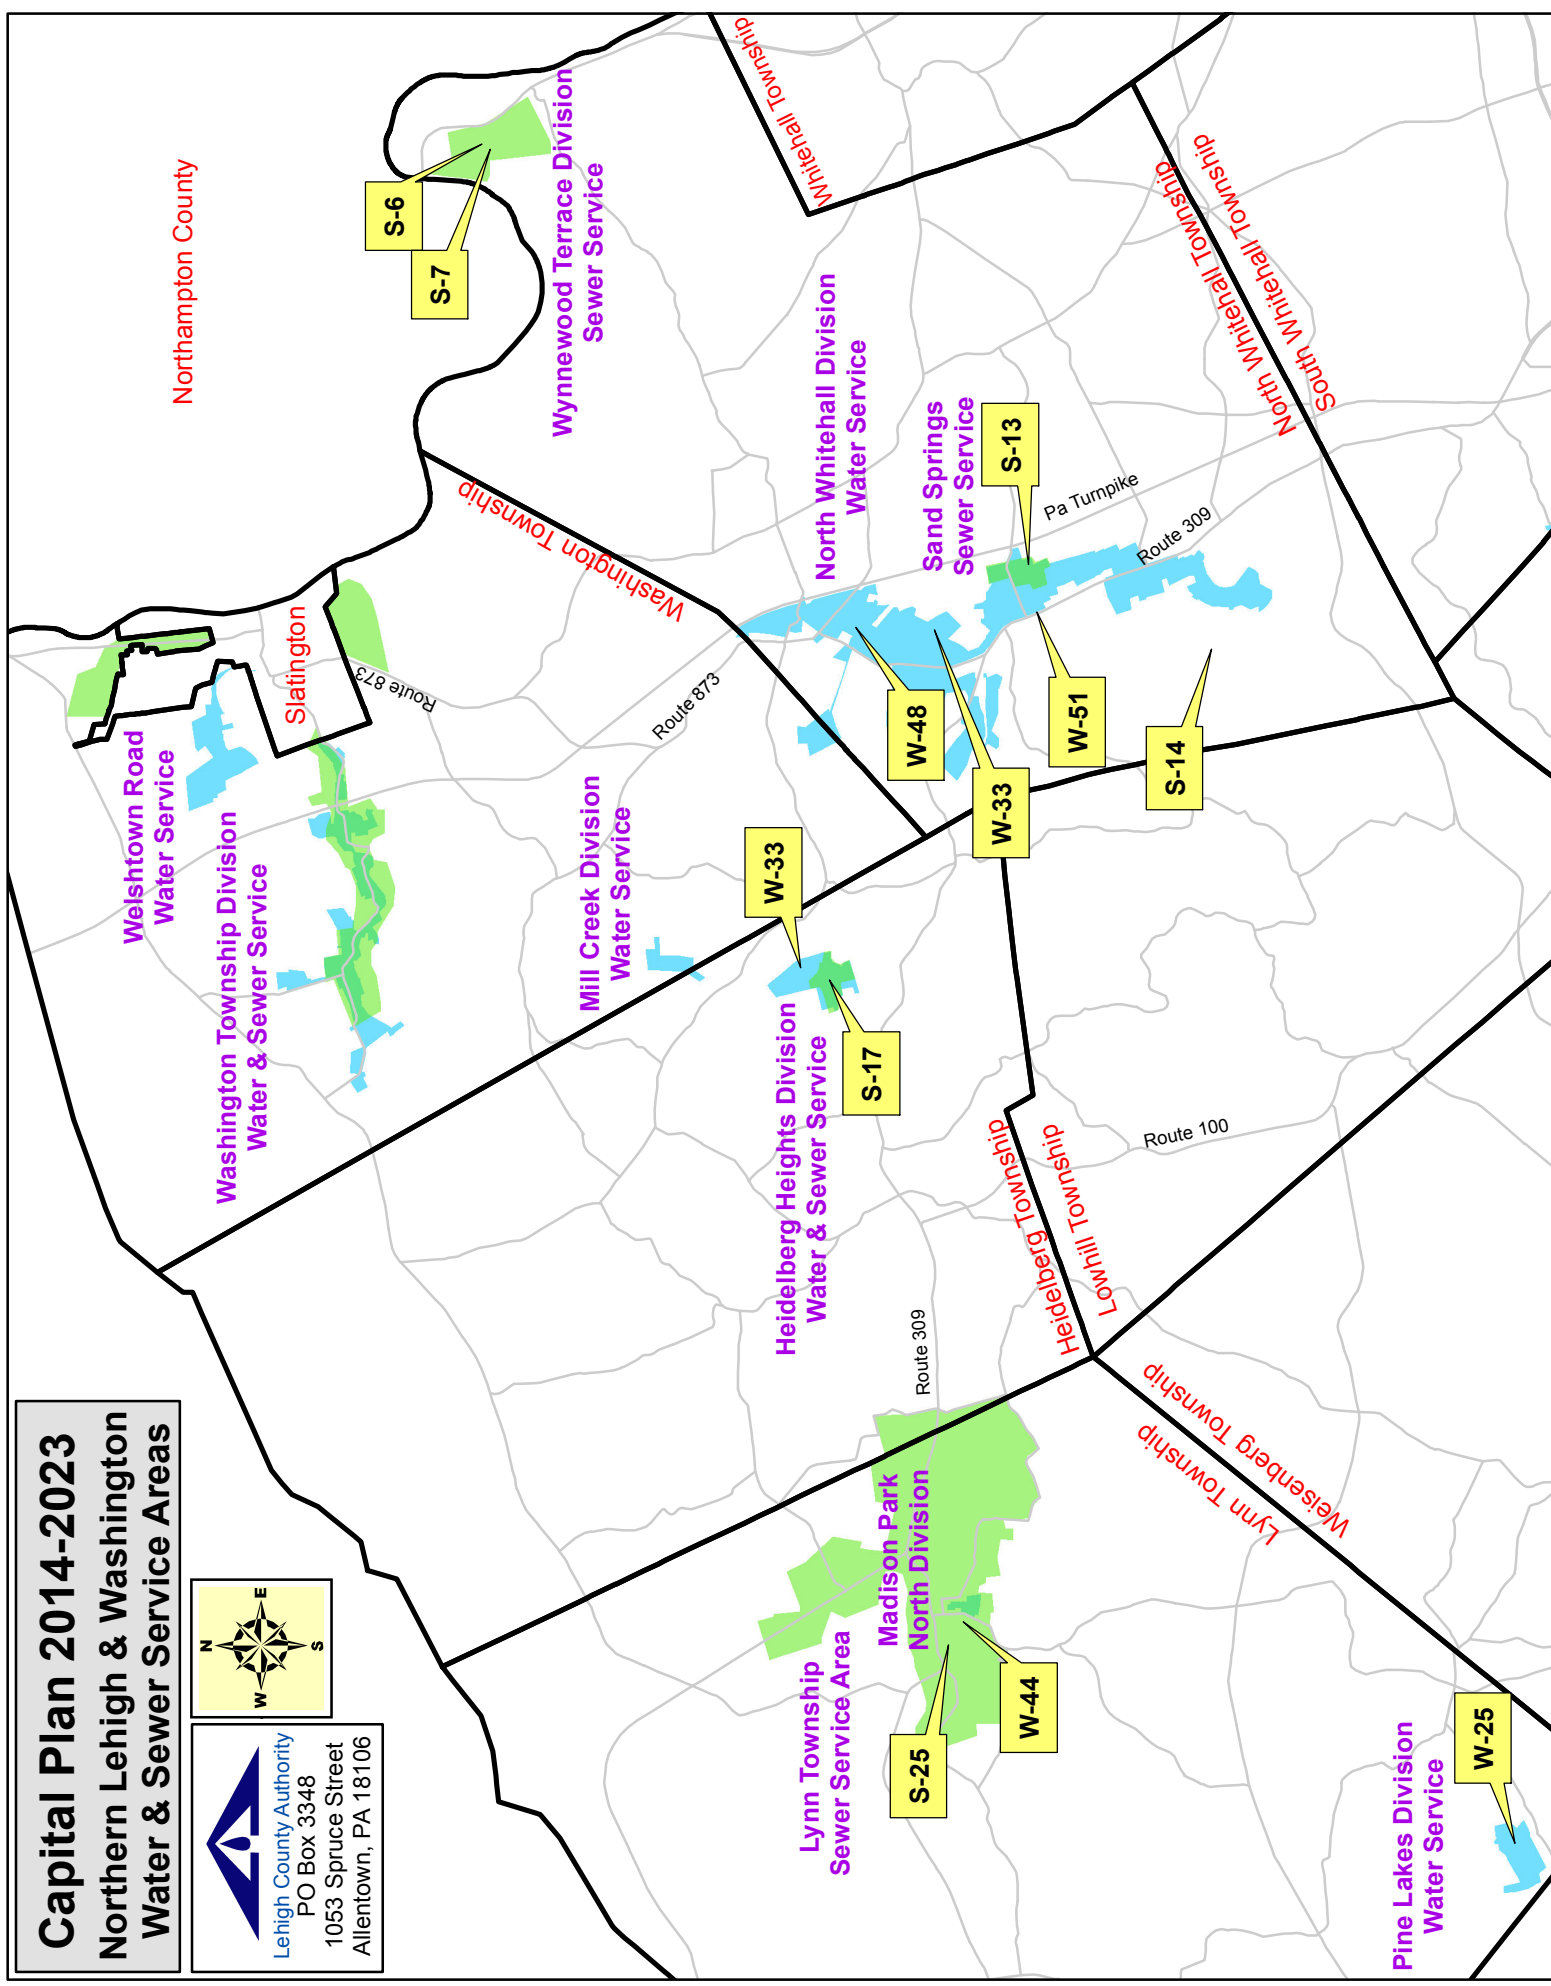 Capital Plan 2014-2023
Northern Lehigh & Washington
Water & Sewer Service Areas
Lehigh County Authority
PO Box 3348
1053 Spruce Street
Allentown, PA 18106
N
W
E
S
Northampton County
Slatington
Welshtown Road
Water Service
Washington Township Division
Water & Sewer Service
Route 873
Washington Township
S-6
S-7
Wynnewood Terrace Division
Sewer Service
Whitehall Township
Mill Creek Division
Water Service
Route 873
W-33
Heidelberg Heights Division
Water & Sewer Service
S-17
North Whitehall Division
Water Service
Sand Springs
Sewer Service
S-13
Pa Turnpike
Route 309
W-48
W-33
W-51
S-14
North Whitehall Township
South Whitehall Township
Route 309
Heidelberg Township
Lowhill Township
Route 100
Lynn Township
Sewer Service Area
Madison Park
North Division
S-25
W-44
Lynn Township
Weisenberg Township
Pine Lakes Division
Water Service
W-25